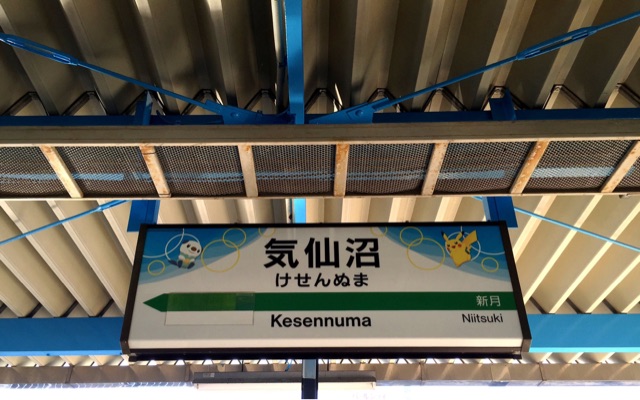 気仙沼
けせんぬま
新月
Kesennuma
Niitsuki